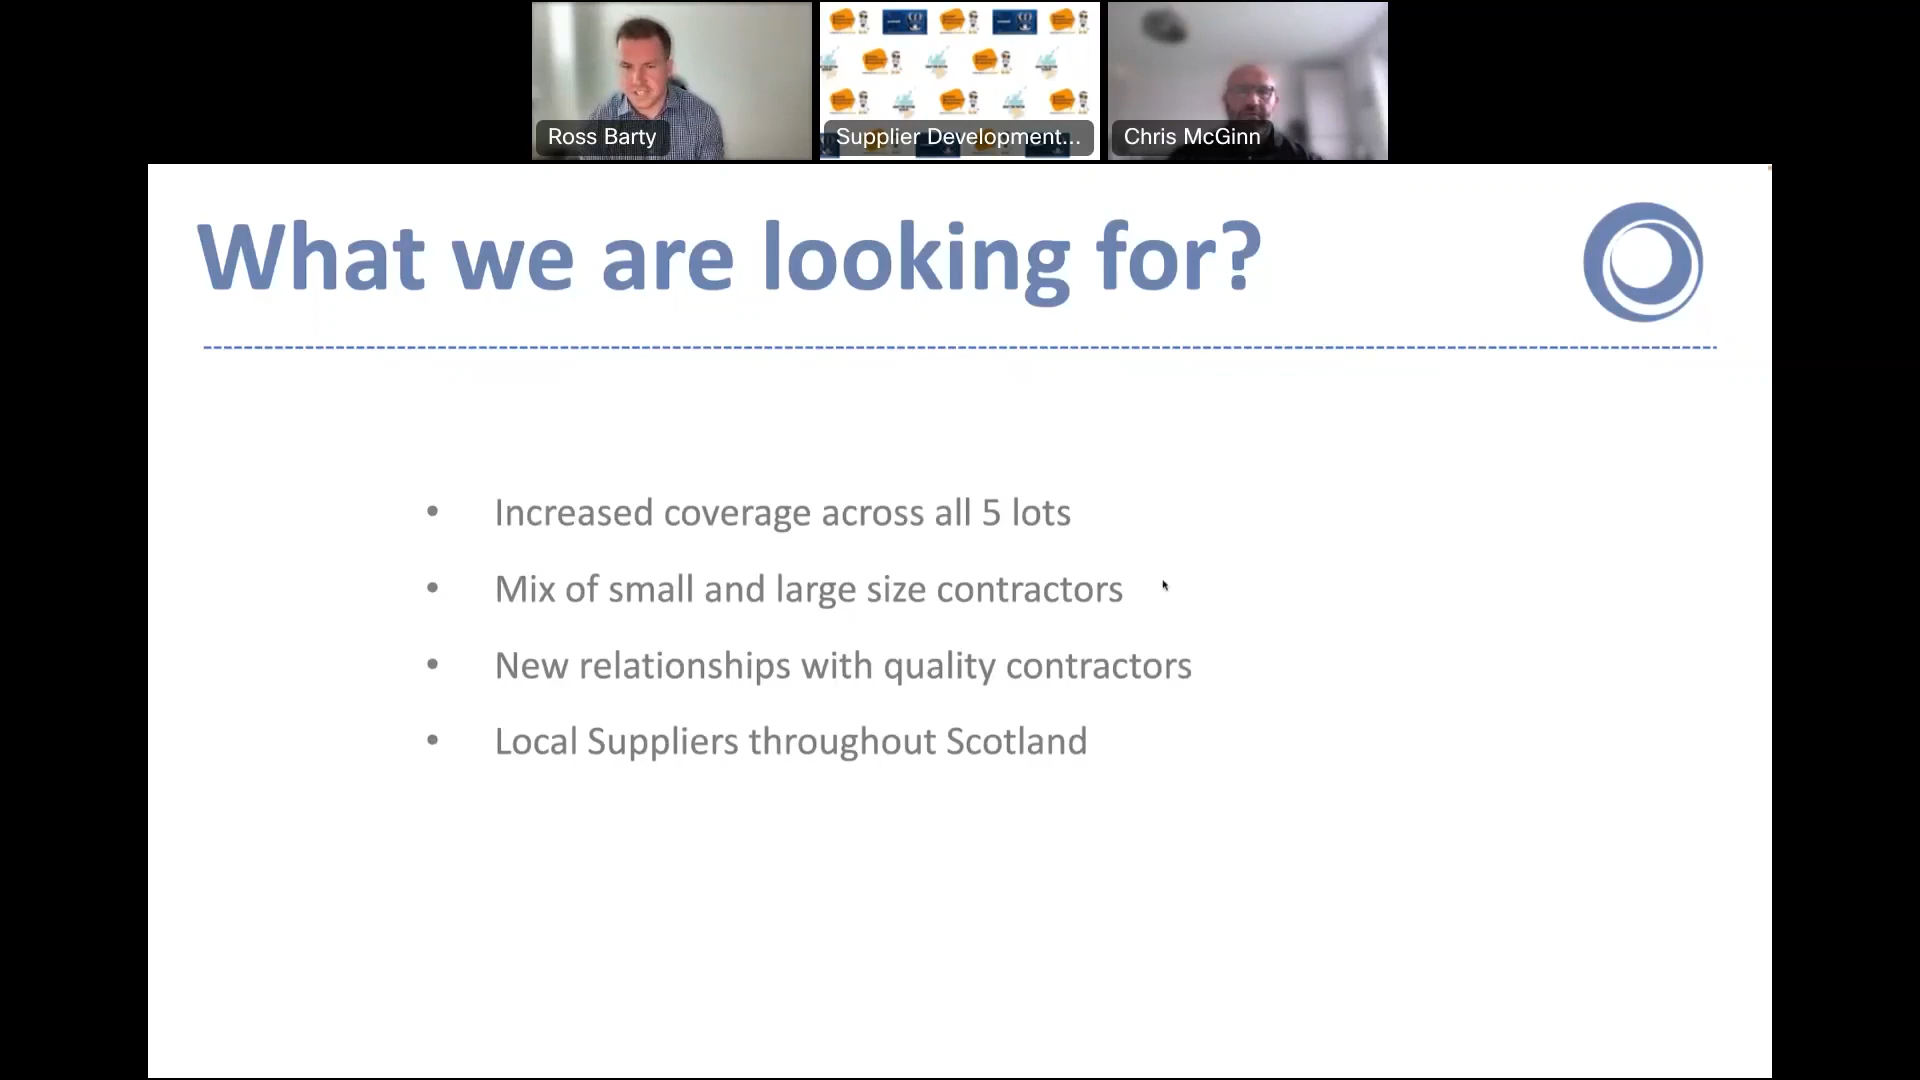 Ross Barty
Supplier Development...
Chris McGinn
What we are looking for?
• Increased coverage across all 5 lots
• Mix of small and large size contractors
• New relationships with quality contractors
• Local Suppliers throughout Scotland